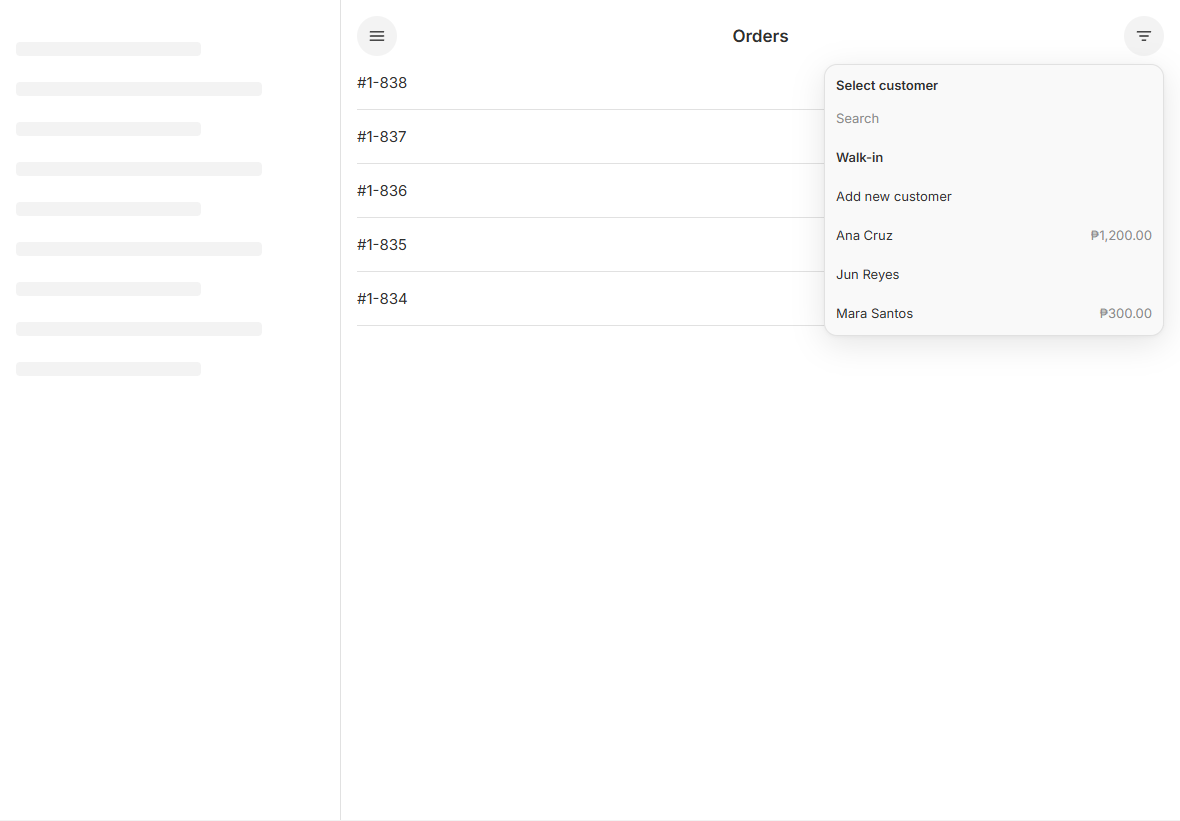 Orders
#1-838
#1-837
#1-836
#1-835
#1-834
Select customer
Search
Walk-in
Add new customer
Ana Cruz ₱1,200.00
Jun Reyes
Mara Santos ₱300.00